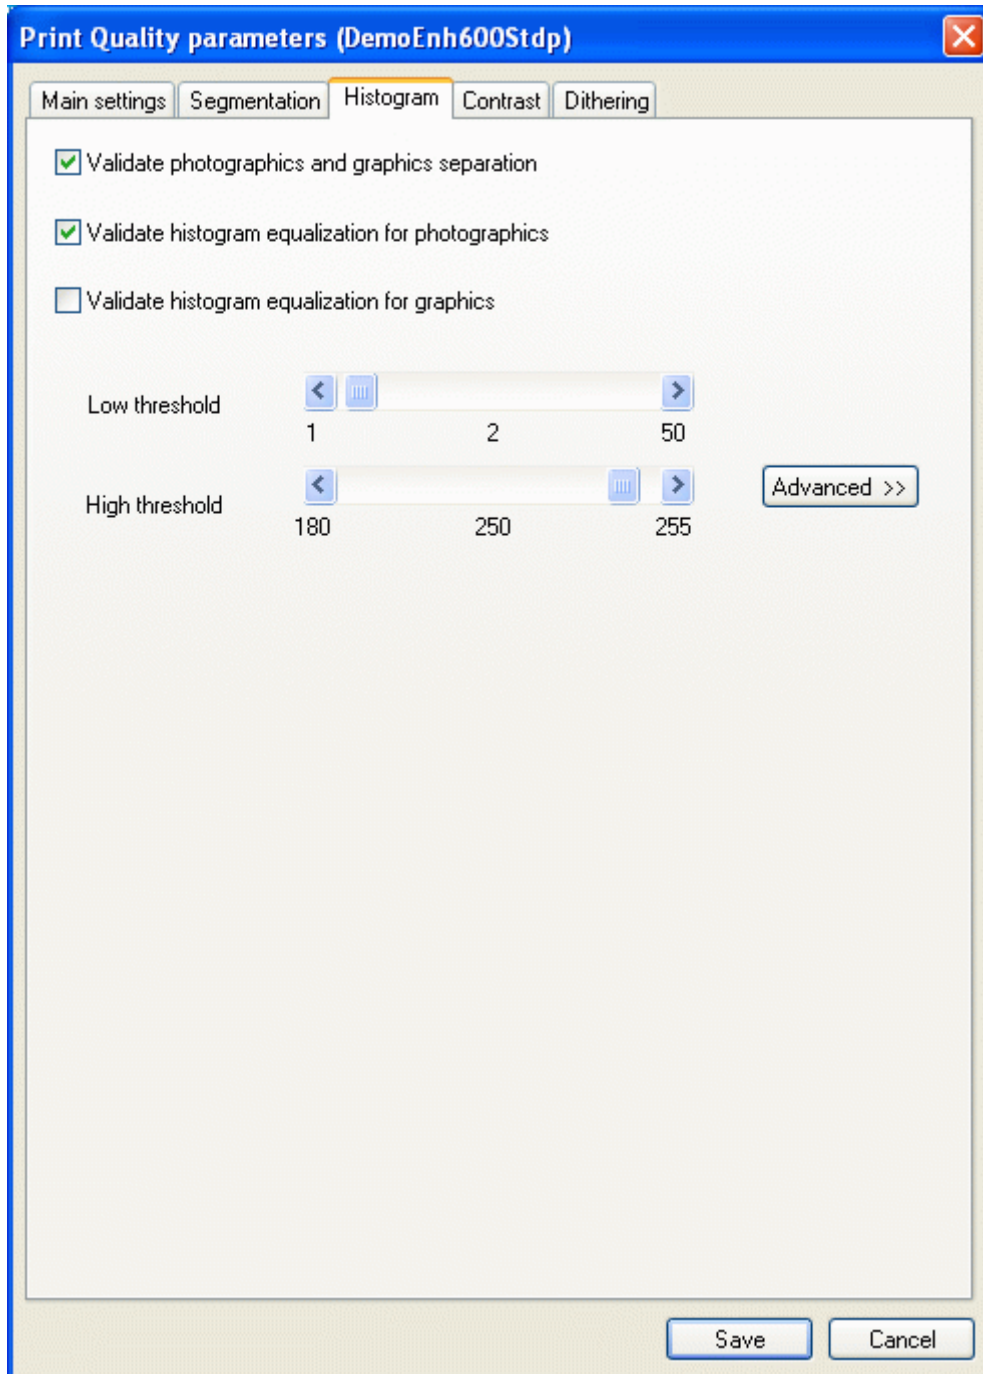 Print Quality parameters (DemoEnh600Stdp)
Main settings Segmentation Histogram Contrast Dithering
Validate photographics and graphics separation
Validate histogram equalization for photographics
Validate histogram equalization for graphics
Low threshold
1 2 50
High threshold
180 250 255
Advanced >>
Save Cancel